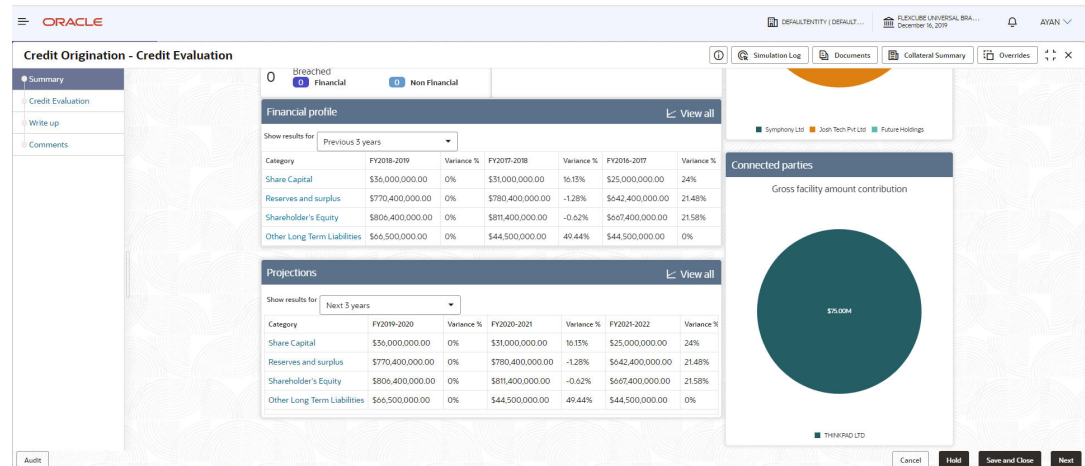 ORACLE
DEFAULTENTITY ( DEFAULT...
FLEXCUBE UNIVERSAL BRA...
December 16, 2019
AYAN
Credit Origination - Credit Evaluation
Simulation Log
Documents
Collateral Summary
Overrides
Summary
Credit Evaluation
Write up
Comments
0 Breached
0 Financial 0 Non Financial
Financial profile View all
Show results for Previous 3 years
Category FY2018-2019 Variance % FY2017-2018 Variance % FY2016-2017 Variance %
Share Capital $36,000,000.00 0% $31,000,000.00 16.13% $25,000,000.00 24%
Reserves and surplus $770,400,000.00 0% $780,400,000.00 -1.28% $642,400,000.00 21.48%
Shareholder's Equity $806,400,000.00 0% $811,400,000.00 -0.62% $667,400,000.00 21.58%
Other Long Term Liabilities $66,500,000.00 0% $44,500,000.00 49.44% $44,500,000.00 0%
Projections View all
Show results for Next 3 years
Category FY2019-2020 Variance % FY2020-2021 Variance % FY2021-2022 Variance %
Share Capital $36,000,000.00 0% $31,000,000.00 16.13% $25,000,000.00 24%
Reserves and surplus $770,400,000.00 0% $780,400,000.00 -1.28% $642,400,000.00 21.48%
Shareholder's Equity $806,400,000.00 0% $811,400,000.00 -0.62% $667,400,000.00 21.58%
Other Long Term Liabilities $66,500,000.00 0% $44,500,000.00 49.44% $44,500,000.00 0%
Symphony Ltd Josh Tech Pvt Ltd Future Holdings
Connected parties
Gross facility amount contribution
$75.00M
THINKPAD LTD
Audit
Cancel
Hold
Save and Close
Next